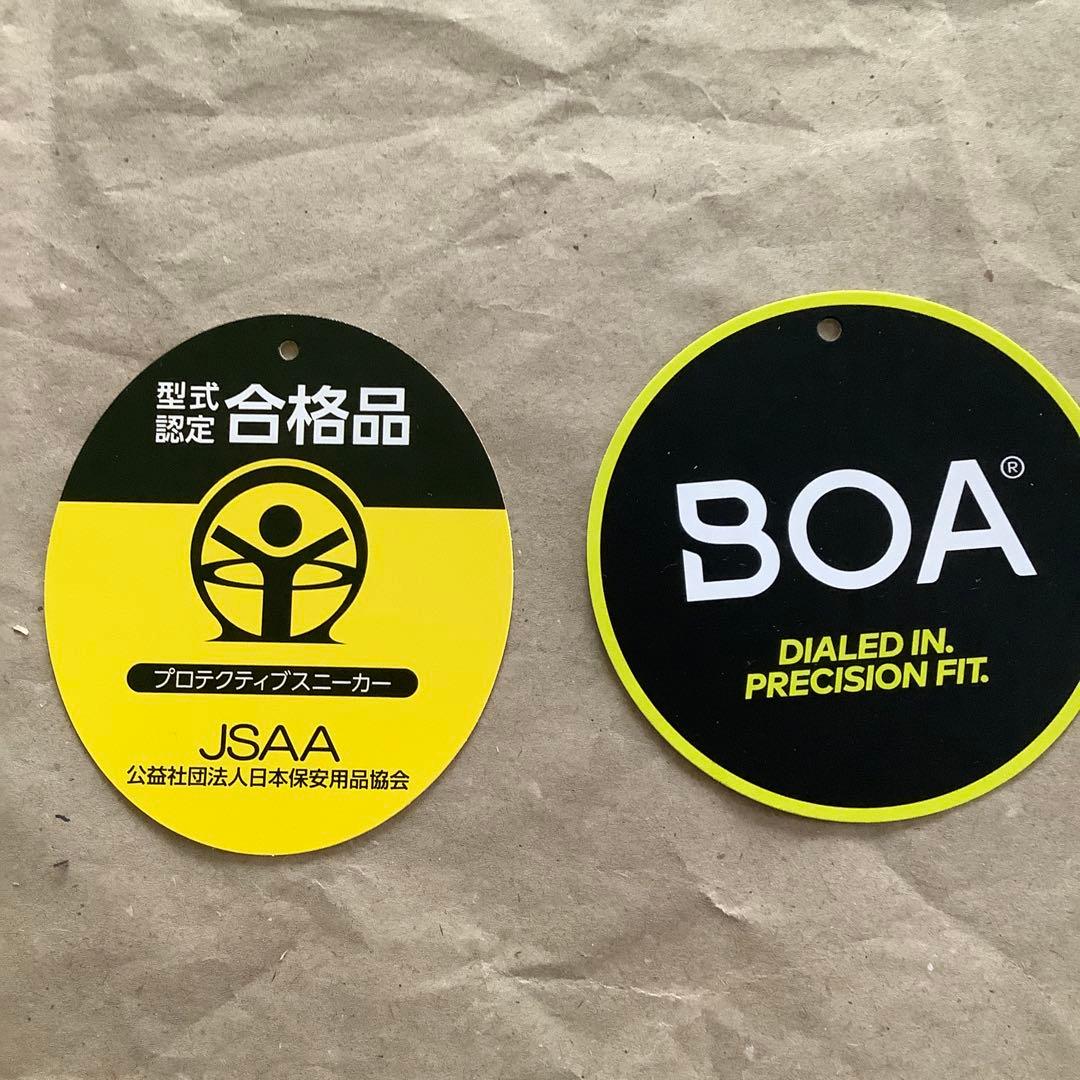 型式
認定
合格品
プロテクティブスニーカー
JSAA
公益社団法人日本保安用品協会
BOA®
DIALED IN.
PRECISION FIT.